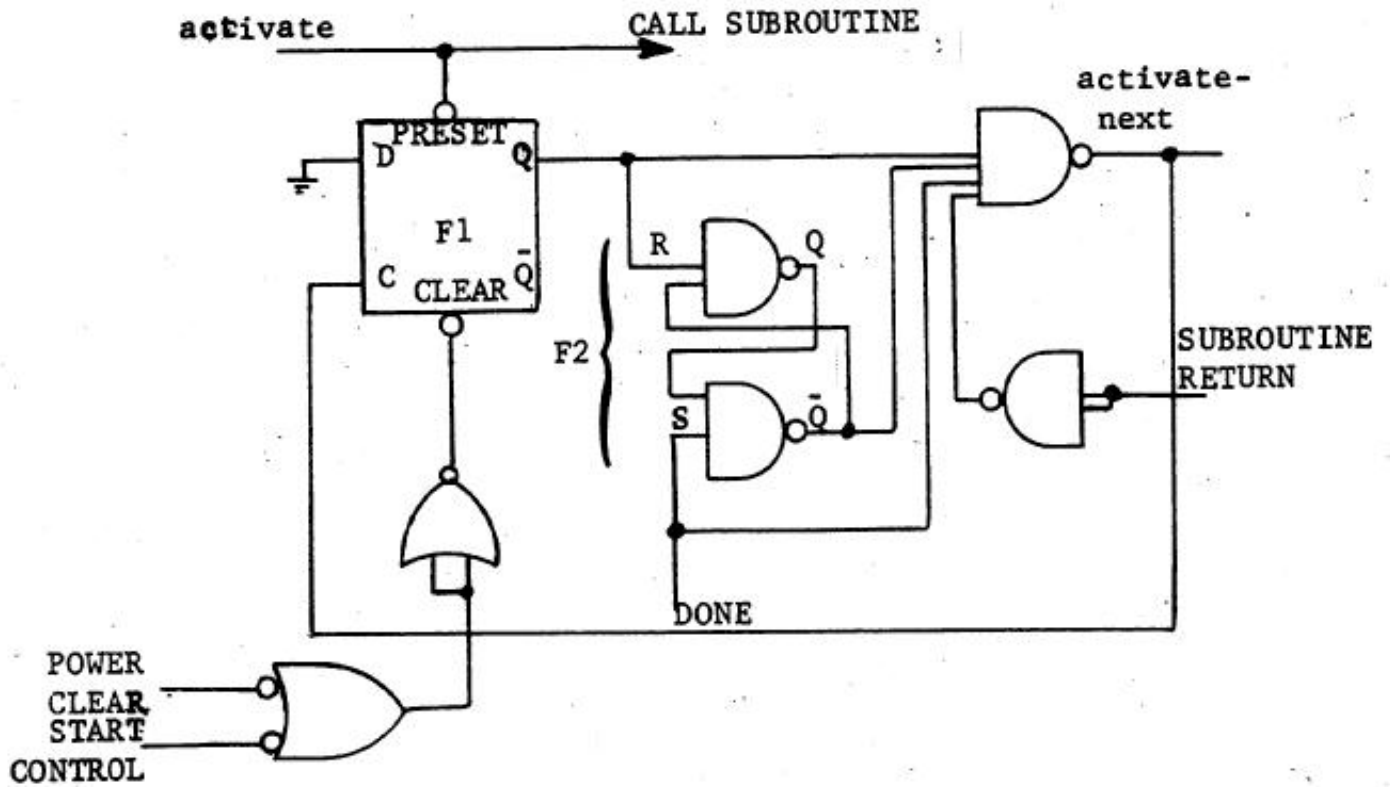 activate
CALL SUBROUTINE
activate-
next
PRESET
D
Q
F1
C
Q̄
CLEAR
R
Q
F2
SUBROUTINE
RETURN
S
Q̄
DONE
POWER
CLEAR
START
CONTROL